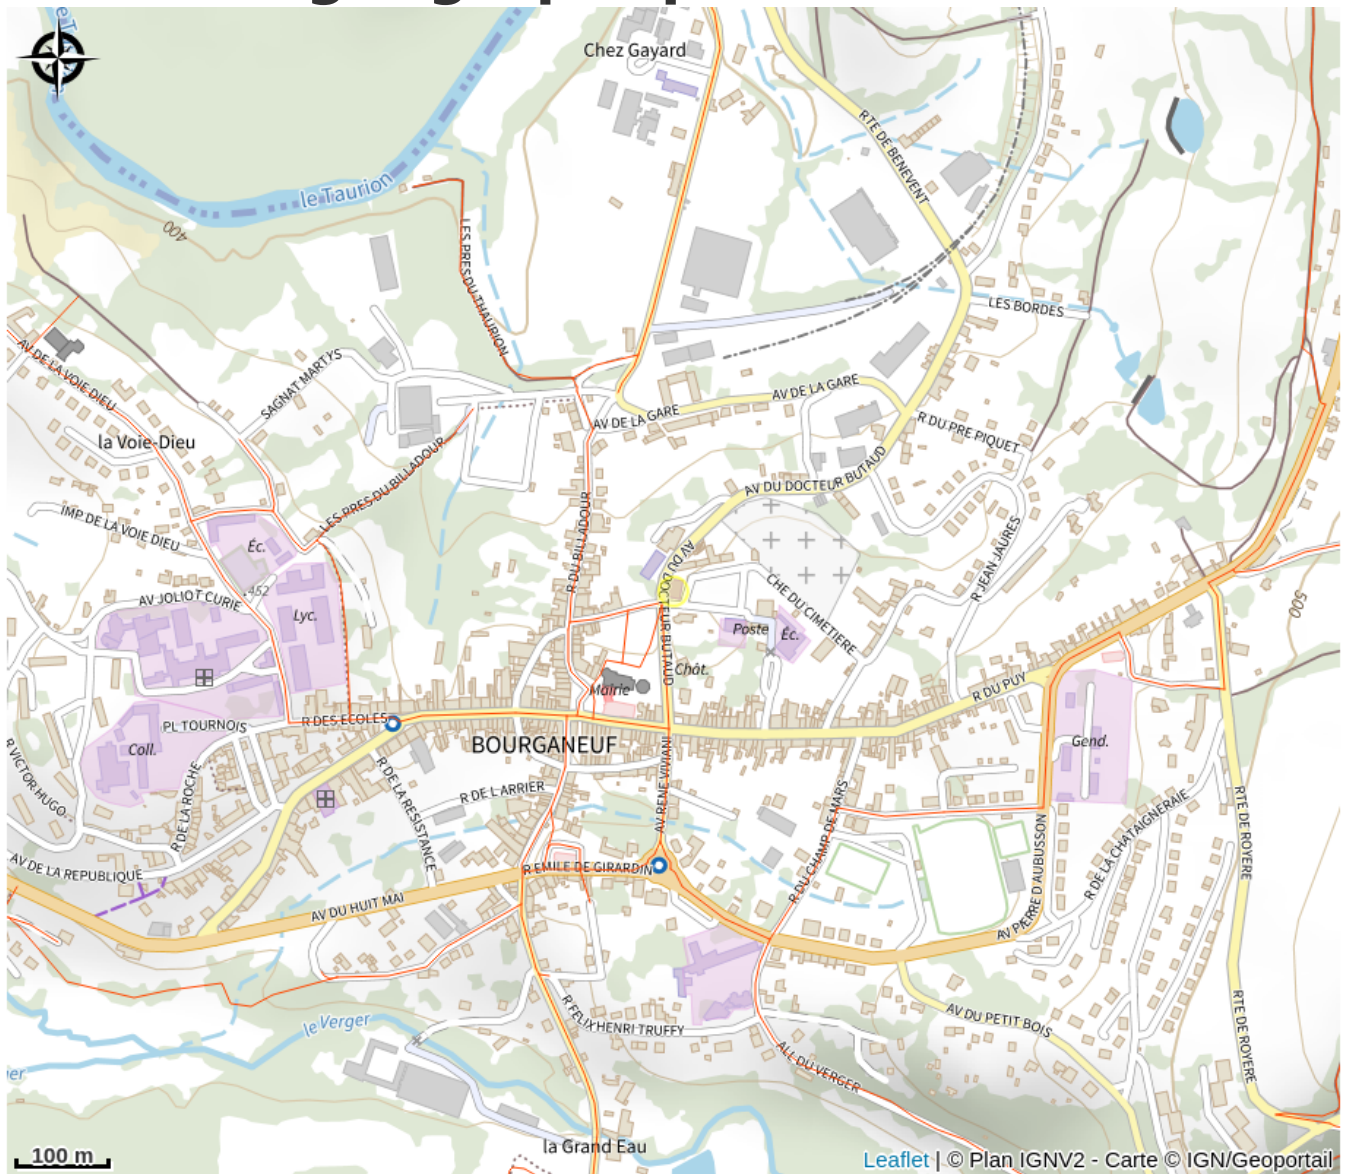 le Taurion
Chez Gayard
RTE DE BENEVENT
le Taurion
400
LES PRES DU THAURION
LES BORDES
AV DE LA VOIE-DIEU
SAGNAT MARTYS
AV DE LA GARE
AV DE LA GARE
la Voie-Dieu
R DU PRE PIQUET
LES PRES DU BILLADOUR
AV DU DOCTEUR BUTAUD
IMP DE LA VOIE DIEU
R DU BILLADOUR
Éc.
R JEAN JAURES
AV DU DOCTEUR BUTAUD
CHE DU CIMETIERE
.452
AV JOLIOT CURIE
Lyc.
500
Poste
Éc.
Chât.
Mairie
R DU PUY
R DES ECOLES
PL TOURNOIS
Coll.
BOURGANEUF
Gend.
R VICTOR HUGO
R DE LA ROCHE
R DE LA RESISTANCE
R DE L'ARRIER
AV RENE VIVIANI
R DU CHAMP DE MARS
AV PIERRE D AUBUSSON
R DE LA CHATAIGNERAIE
RTE DE ROYERE
AV DE LA REPUBLIQUE
R EMILE DE GIRARDIN
AV DU HUIT MAI
le Verger
R FELIX HENRI TRUFFY
AV DU PETIT BOIS
RTE DE ROYERE
ALL DU VERGER
la Grand Eau
100 m
Leaflet | © Plan IGNV2 - Carte © IGN/Geoportail